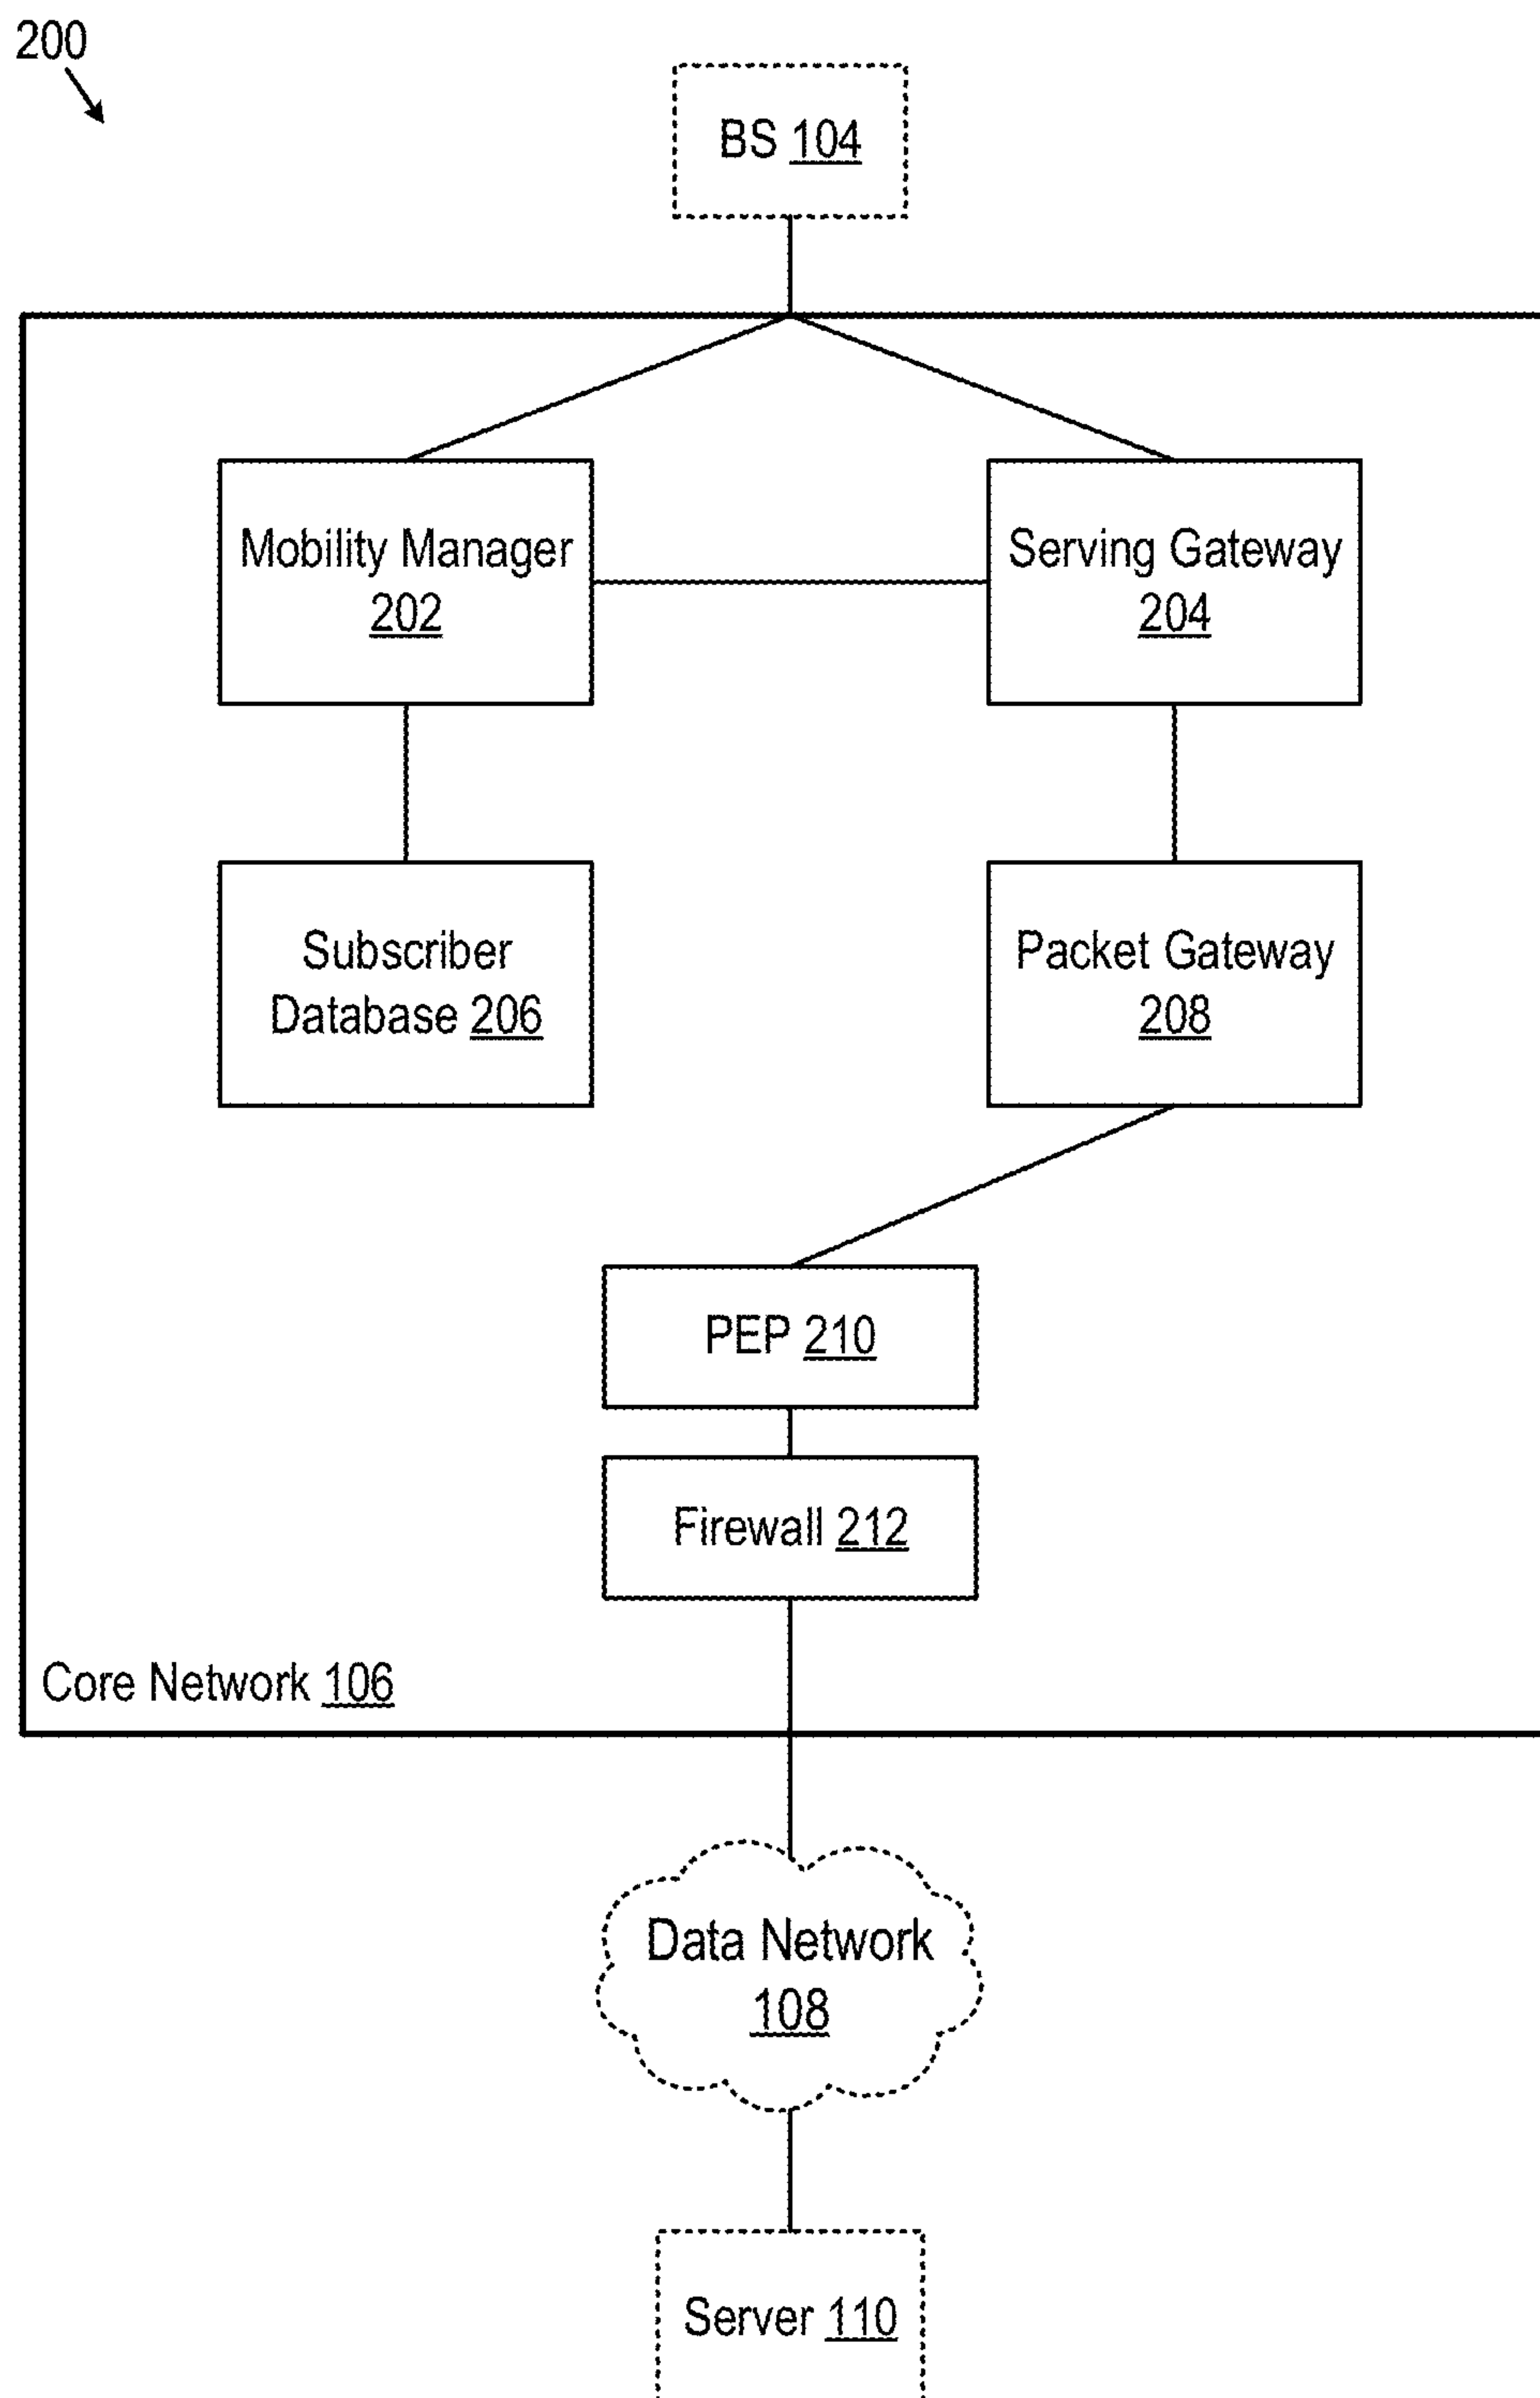 200
BS 104
Mobility Manager
202
Serving Gateway
204
Subscriber
Database 206
Packet Gateway
208
PEP 210
Firewall 212
Core Network 106
Data Network
108
Server 110